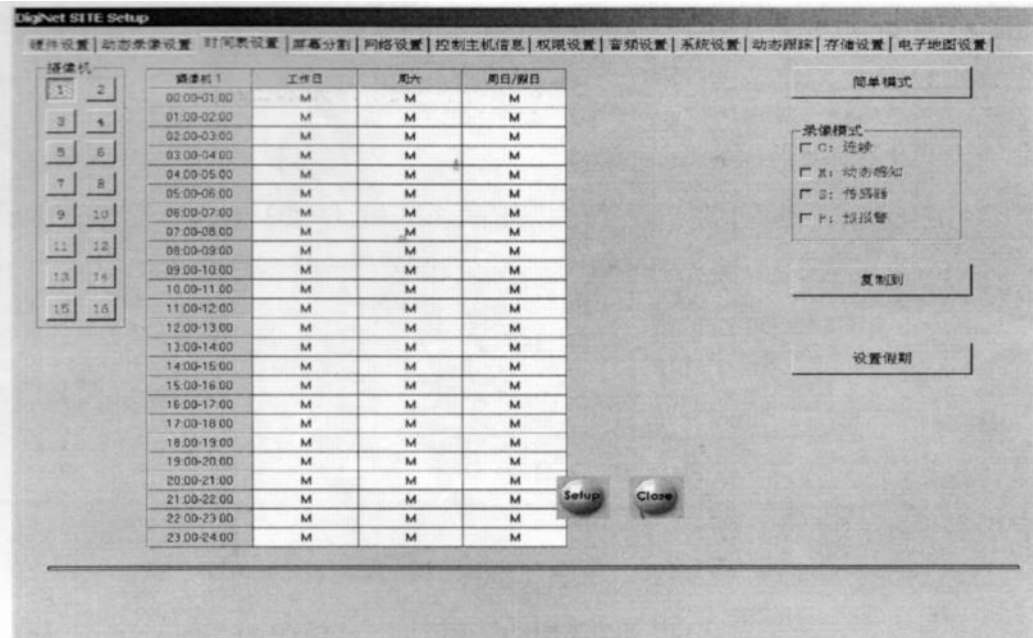 DigiNet SITE Setup
硬件设置 动态录像设置 时间表设置 屏幕分割 网络设置 控制主机信息 权限设置 音频设置 系统设置 动态跟踪 存储设置 电子地图设置
摄像机
1 2
3 4
5 6
7 8
9 10
11 12
13 14
15 16
摄像机 1 工作日 周六 周日/假日
00:00-01:00 M M M
01:00-02:00 M M M
02:00-03:00 M M M
03:00-04:00 M M M
04:00-05:00 M M M
05:00-06:00 M M M
06:00-07:00 M M M
07:00-08:00 M M M
08:00-09:00 M M M
09:00-10:00 M M M
10:00-11:00 M M M
11:00-12:00 M M M
12:00-13:00 M M M
13:00-14:00 M M M
14:00-15:00 M M M
15:00-16:00 M M M
16:00-17:00 M M M
17:00-18:00 M M M
18:00-19:00 M M M
19:00-20:00 M M M
20:00-21:00 M M M
21:00-22:00 M M M
22:00-23:00 M M M
23:00-24:00 M M M
简单模式
录像模式
C: 连续
M: 动态感知
S: 传感器
P: 预报警
复制到
设置假期
Setup Close